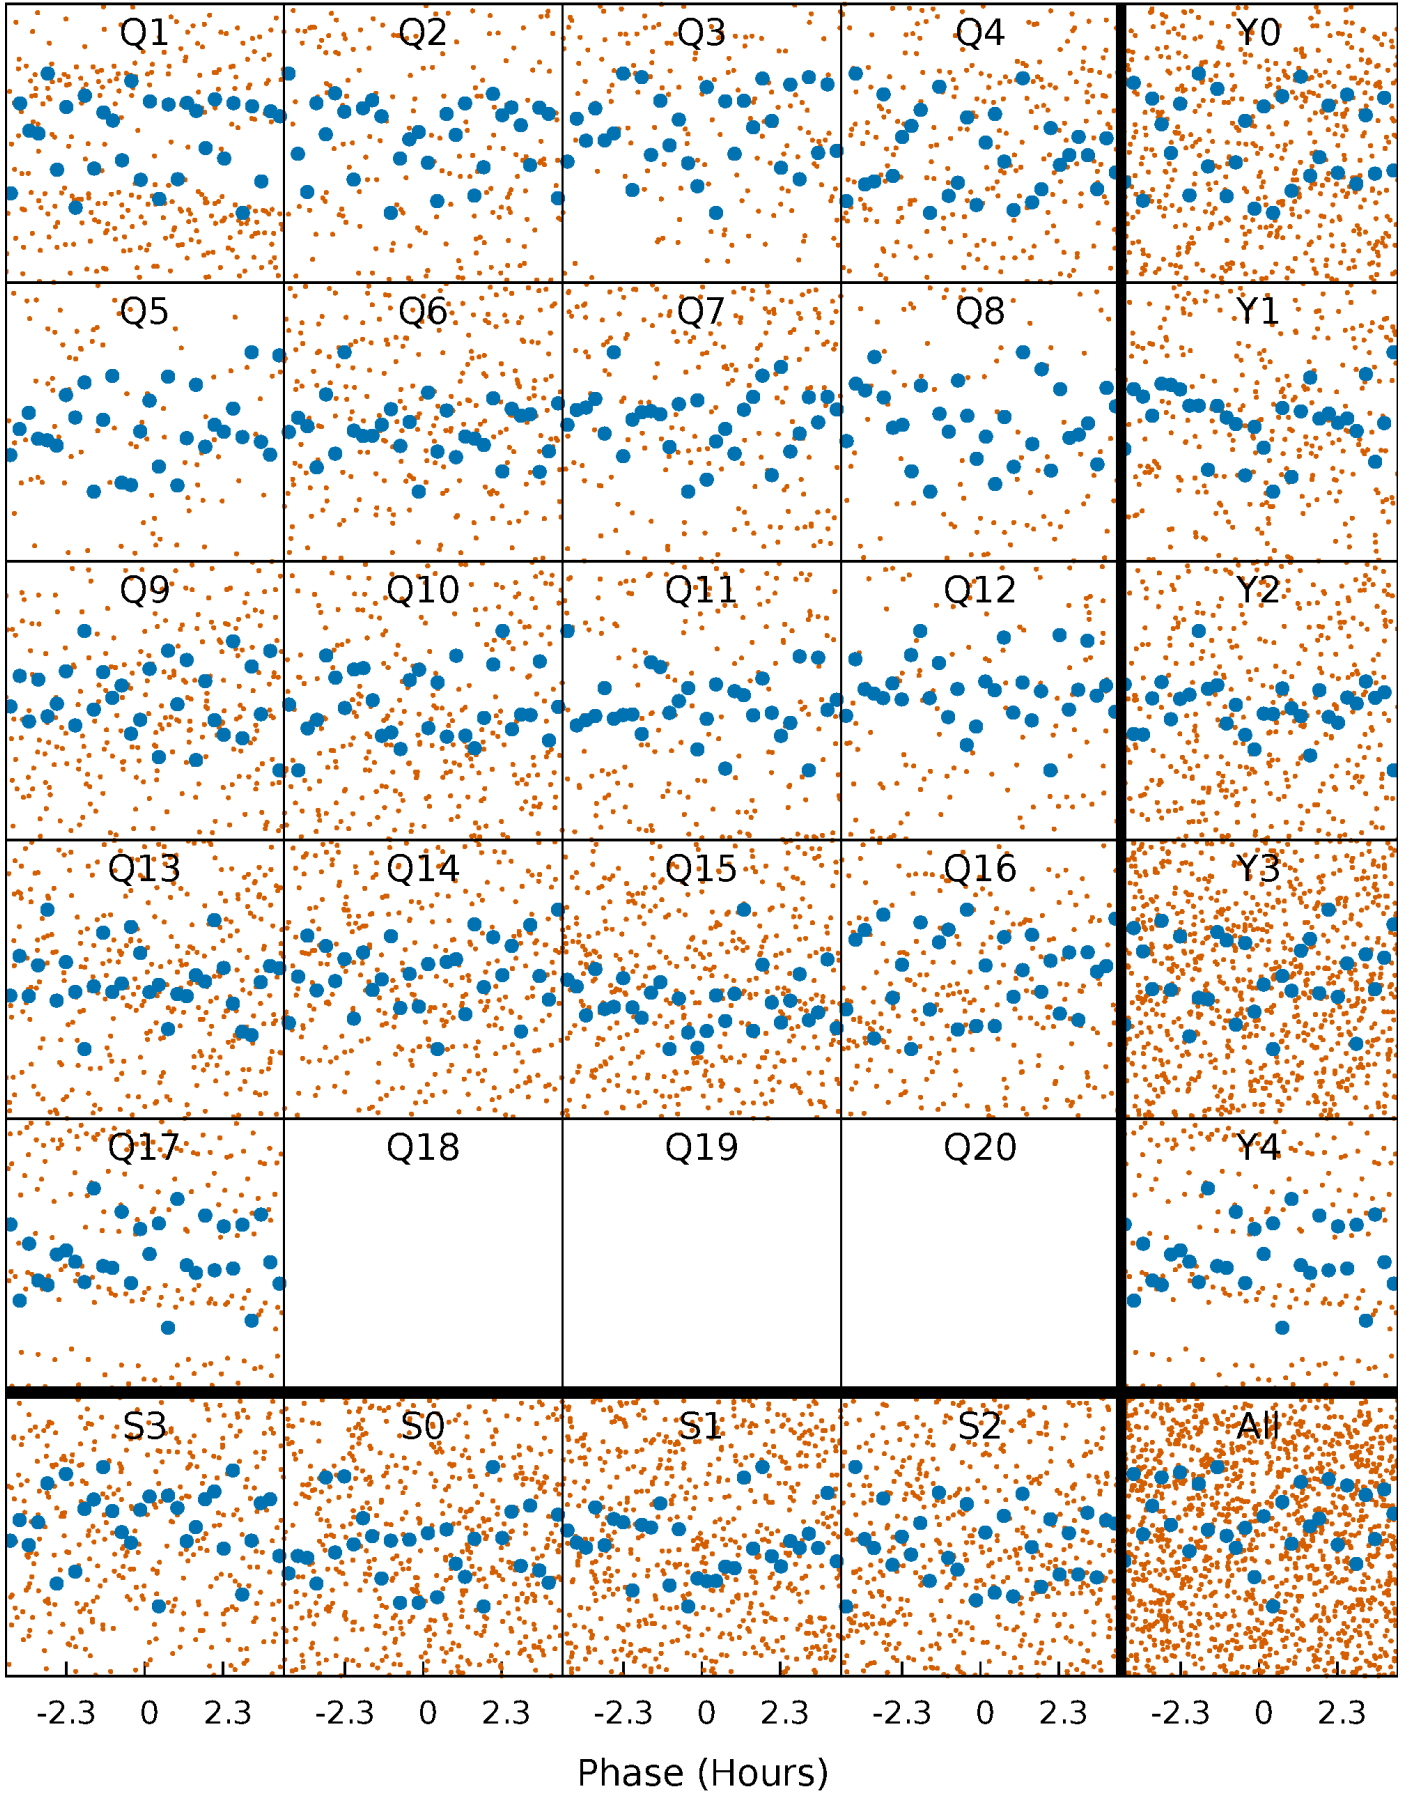 Q1 Q2 Q3 Q4 Y0
Q5 Q6 Q7 Q8 Y1
Q9 Q10 Q11 Q12 Y2
Q13 Q14 Q15 Q16 Y3
Q17 Q18 Q19 Q20 Y4
S3 S0 S1 S2 All
-2.3 0 2.3 -2.3 0 2.3 -2.3 0 2.3 -2.3 0 2.3 -2.3 0 2.3
Phase (Hours)